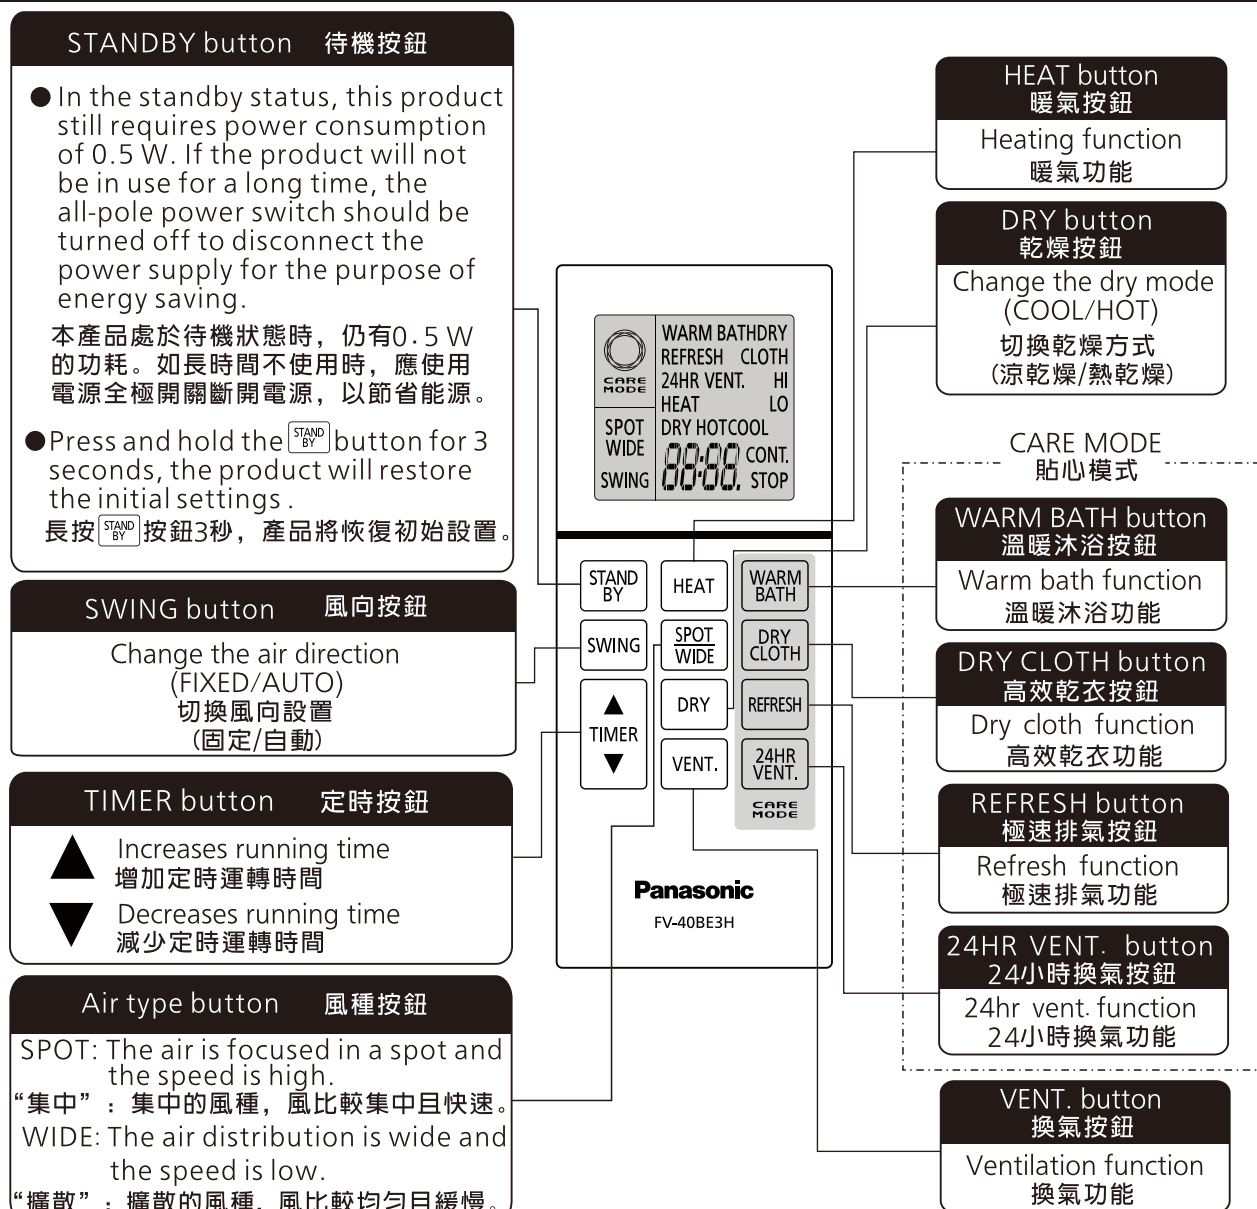 STANDBY button 待機按鈕
● In the standby status, this product
still requires power consumption
of 0.5 W. If the product will not
be in use for a long time, the
all-pole power switch should be
turned off to disconnect the
power supply for the purpose of
energy saving.
本產品處於待機狀態時，仍有0.5 W
的功耗．如長時間不使用時，應使用
電源全極開關斷開電源，以節省能源。
● Press and hold the STAND BY button for 3
seconds, the product will restore
the initial settings .
長按 STAND BY 按鈕3秒，產品將恢復初始設置。
SWING button 風向按鈕
Change the air direction
(FIXED/AUTO)
切換風向設置
(固定/自動)
TIMER button 定時按鈕
▲ Increases running time
增加定時運轉時間
▼ Decreases running time
減少定時運轉時間
Air type button 風種按鈕
SPOT: The air is focused in a spot and
the speed is high.
“集中”：集中的風種，風比較集中且快速。
WIDE: The air distribution is wide and
the speed is low.
“擴散”：擴散的風種，風比較均勻且緩慢。
CARE
MODE
SPOT
WIDE
SWING
WARM BATHDRY
REFRESH CLOTH
24HR VENT. HI
HEAT LO
DRY HOTCOOL
88:88. CONT.
STOP
STAND
BY
HEAT
WARM
BATH
SWING
SPOT
WIDE
DRY
CLOTH
▲
TIMER
▼
DRY
REFRESH
VENT.
24HR
VENT.
CARE
MODE
Panasonic
FV-40BE3H
HEAT button
暖氣按鈕
Heating function
暖氣功能
DRY button
乾燥按鈕
Change the dry mode
(COOL/HOT)
切換乾燥方式
(涼乾燥/熱乾燥)
CARE MODE
貼心模式
WARM BATH button
溫暖沐浴按鈕
Warm bath function
溫暖沐浴功能
DRY CLOTH button
高效乾衣按鈕
Dry cloth function
高效乾衣功能
REFRESH button
極速排氣按鈕
Refresh function
極速排氣功能
24HR VENT. button
24小時換氣按鈕
24hr vent. function
24小時換氣功能
VENT. button
換氣按鈕
Ventilation function
換氣功能